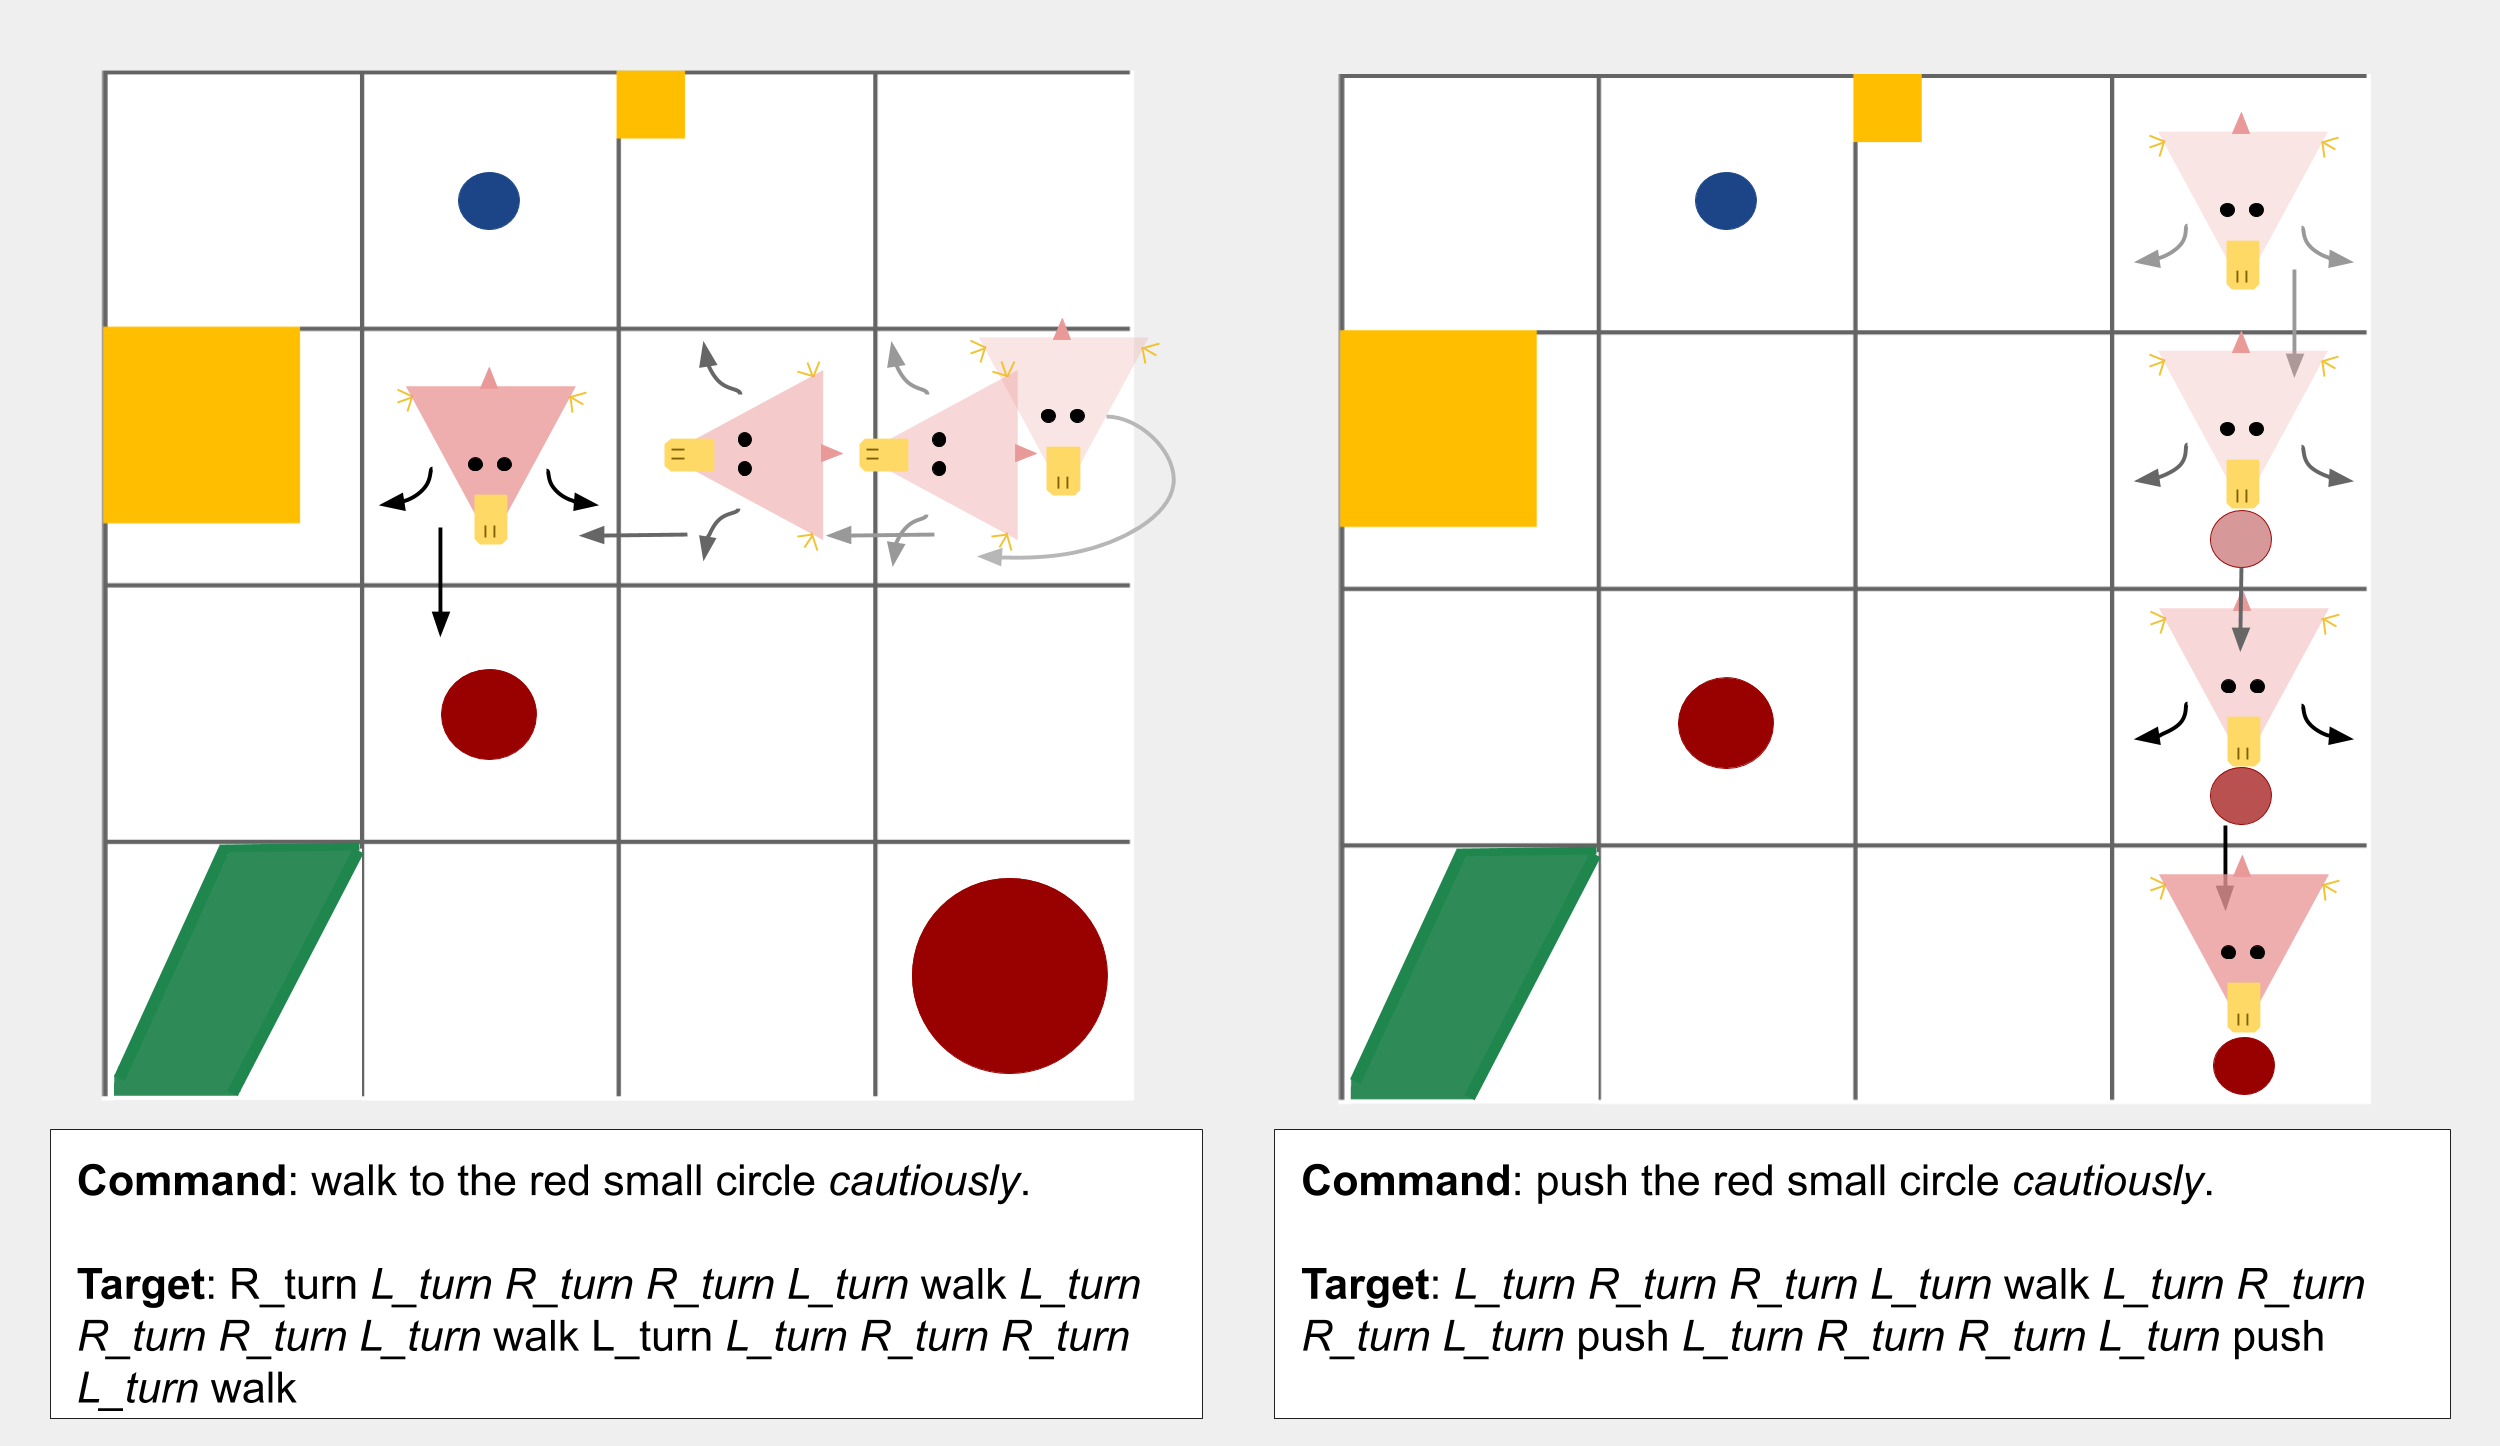 Command: walk to the red small circle cautiously.
Target: R_turn L_turn R_turn R_turn L_turn walk L_turn
R_turn R_turn L_turn walk L_turn L_turn R_turn R_turn
L_turn walk
Command: push the red small circle cautiously.
Target: L_turn R_turn R_turn L_turn walk L_turn R_turn
R_turn L_turn push L_turn R_turn R_turn L_turn push